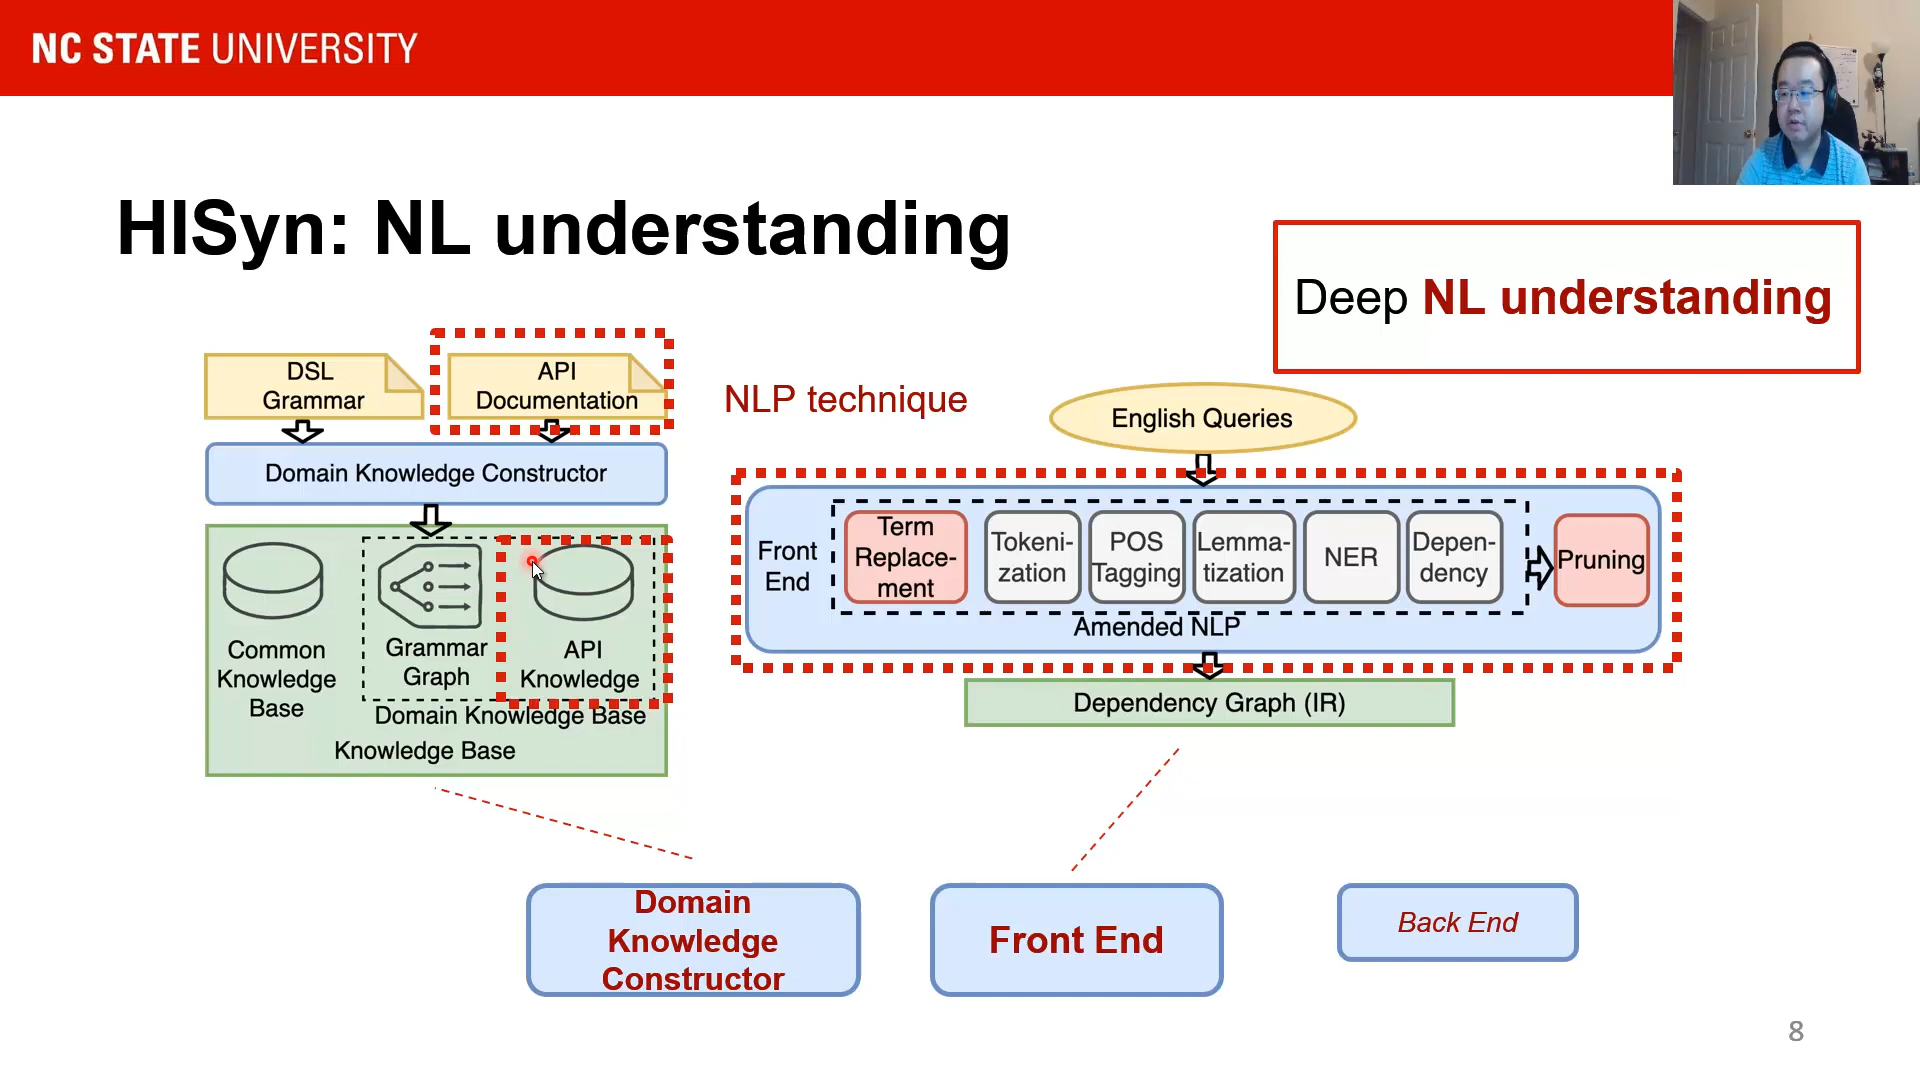 NC STATE UNIVERSITY
HISyn: NL understanding
Deep NL understanding
DSL
Grammar
API
Documentation
Domain Knowledge Constructor
Common
Knowledge
Base
Grammar
Graph
API
Knowledge
Domain Knowledge Base
Knowledge Base
NLP technique
English Queries
Front
End
Term
Replace-
ment
Tokeni-
zation
POS
Tagging
Lemma-
tization
NER
Depen-
dency
Pruning
Amended NLP
Dependency Graph (IR)
Domain
Knowledge
Constructor
Front End
Back End
8